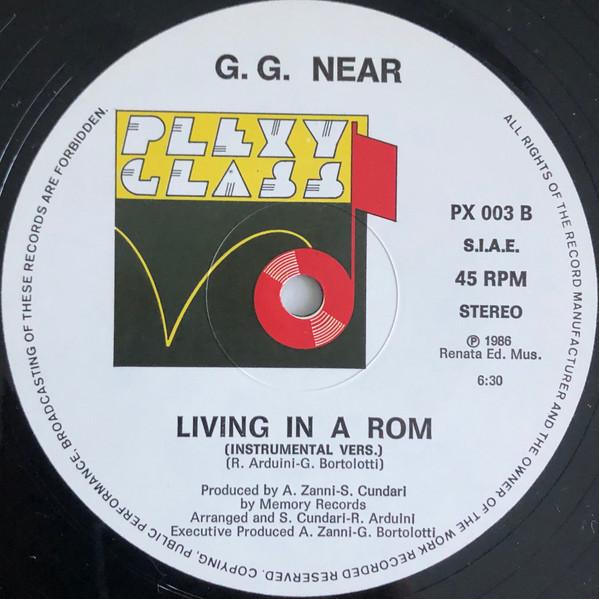 G. G. NEAR
PLEXY
GLASS
PX 003 B
S.I.A.E.
45 RPM
STEREO
℗ 1986
Renata Ed. Mus.
6:30
LIVING IN A ROM
(INSTRUMENTAL VERS.)
(R. Arduini-G. Bortolotti)
Produced by A. Zanni-S. Cundari
by Memory Records
Arranged and S. Cundari-R. Arduini
Executive Produced A. Zanni-G. Bortolotti
ALL RIGHTS OF THE RECORD MANUFACTURER AND THE OWNER OF THE WORK RECORDED RESERVED. COPYING, PUBLIC PERFORMANCE, BROADCASTING OF THESE RECORDS ARE FORBIDDEN.